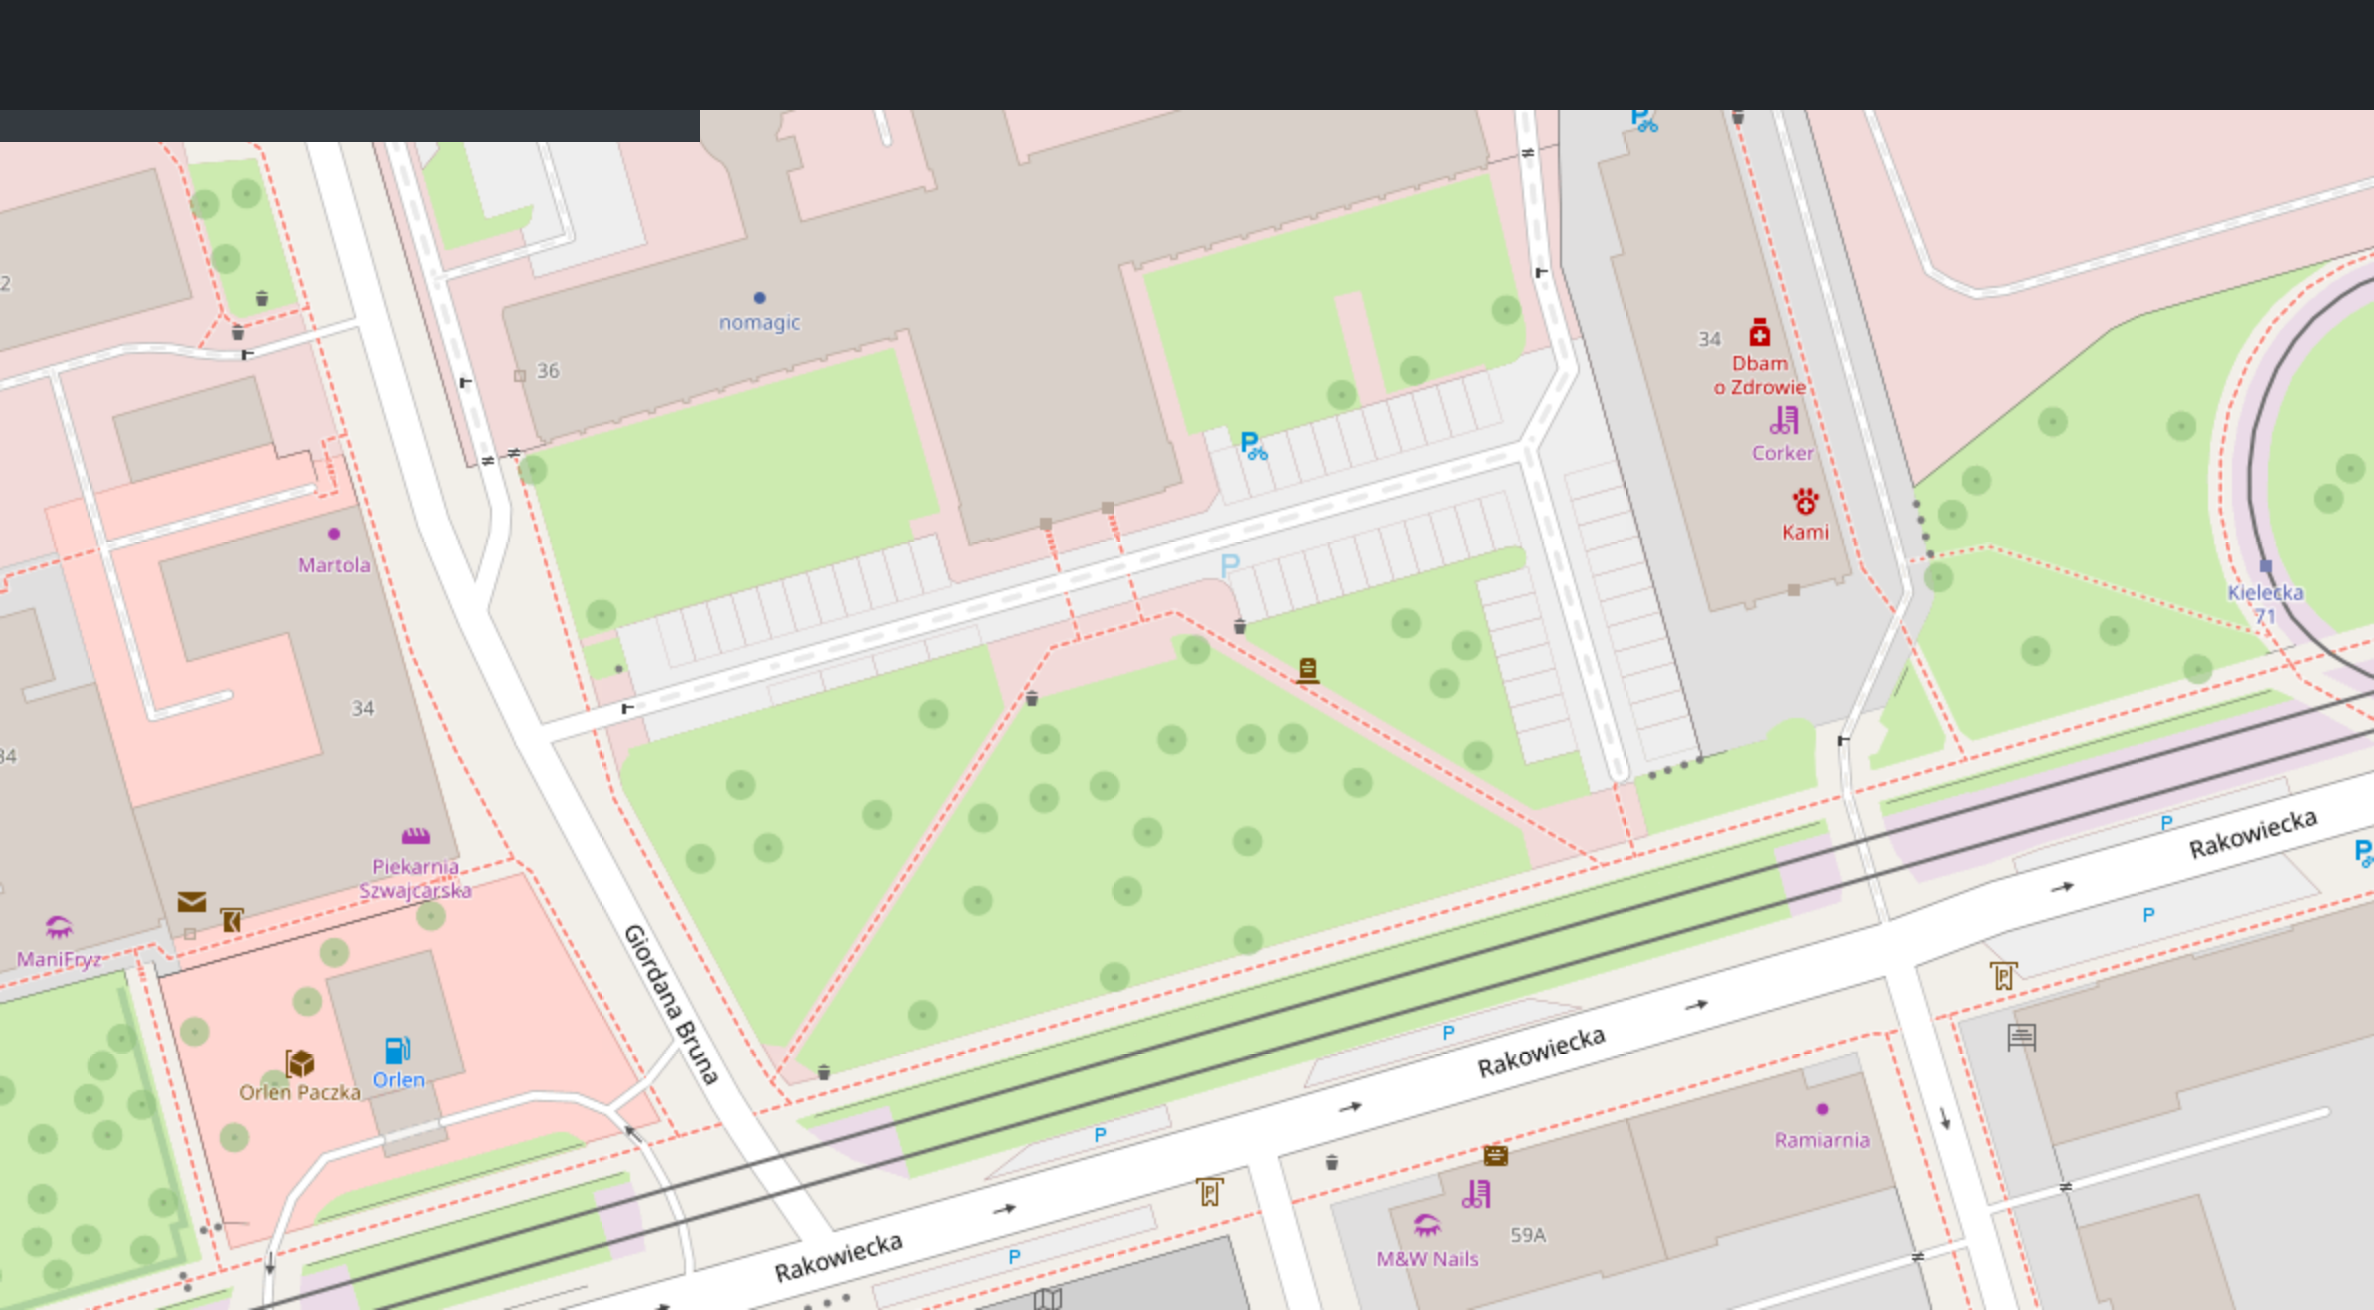 2
nomagic
36
34
Dbam
o Zdrowie
Corker
Kami
P
P
Martola
34
34
Kielecka
71
Piekarnia
Szwajcarska
ManiFryz
Giordana Bruna
Orlen Paczka
Orlen
P
Rakowiecka
P
P
P
Rakowiecka
P
Ramiarnia
P
P
Rakowiecka
P
59A
M&W Nails
P
P